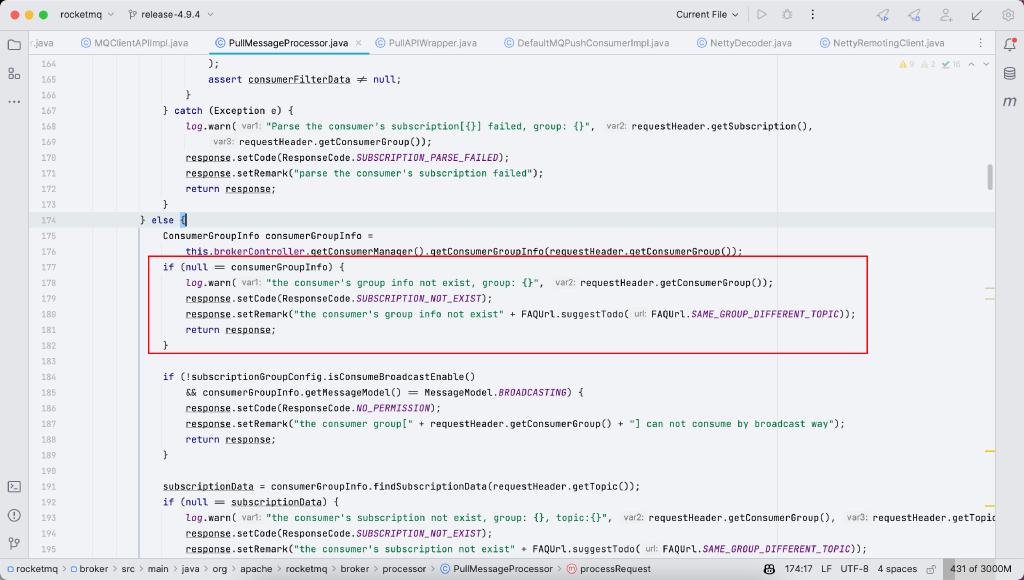 rocketmq
release-4.9.4
Current File
r.java
MQClientAPIImpl.java
PullMessageProcessor.java
PullAPIWrapper.java
DefaultMQPushConsumerImpl.java
NettyDecoder.java
NettyRemotingClient.java
9 2 16
164 );
165 assert consumerFilterData ≠ null;
166 }
167 } catch (Exception e) {
168 log.warn( var1: "Parse the consumer's subscription[{}] failed, group: {}", var2: requestHeader.getSubscription(),
169 var3: requestHeader.getConsumerGroup());
170 response.setCode(ResponseCode.SUBSCRIPTION_PARSE_FAILED);
171 response.setRemark("parse the consumer's subscription failed");
172 return response;
173 }
174 } else {
175 ConsumerGroupInfo consumerGroupInfo =
176 this.brokerController.getConsumerManager().getConsumerGroupInfo(requestHeader.getConsumerGroup());
177 if (null == consumerGroupInfo) {
178 log.warn( var1: "the consumer's group info not exist, group: {}", var2: requestHeader.getConsumerGroup());
179 response.setCode(ResponseCode.SUBSCRIPTION_NOT_EXIST);
180 response.setRemark("the consumer's group info not exist" + FAQUrl.suggestTodo( url: FAQUrl.SAME_GROUP_DIFFERENT_TOPIC));
181 return response;
182 }
183
184 if (!subscriptionGroupConfig.isConsumeBroadcastEnable()
185 && consumerGroupInfo.getMessageModel() == MessageModel.BROADCASTING) {
186 response.setCode(ResponseCode.NO_PERMISSION);
187 response.setRemark("the consumer group[" + requestHeader.getConsumerGroup() + "] can not consume by broadcast way");
188 return response;
189 }
190
191 subscriptionData = consumerGroupInfo.findSubscriptionData(requestHeader.getTopic());
192 if (null == subscriptionData) {
193 log.warn( var1: "the consumer's subscription not exist, group: {}, topic:{}", var2: requestHeader.getConsumerGroup(), var3: requestHeader.getTopic
194 response.setCode(ResponseCode.SUBSCRIPTION_NOT_EXIST);
195 response.setRemark("the consumer's subscription not exist" + FAQUrl.suggestTodo( url: FAQUrl.SAME_GROUP_DIFFERENT_TOPIC));
rocketmq > broker > src > main > java > org > apache > rocketmq > broker > processor > PullMessageProcessor > processRequest
174:17 LF UTF-8 4 spaces 431 of 3000M